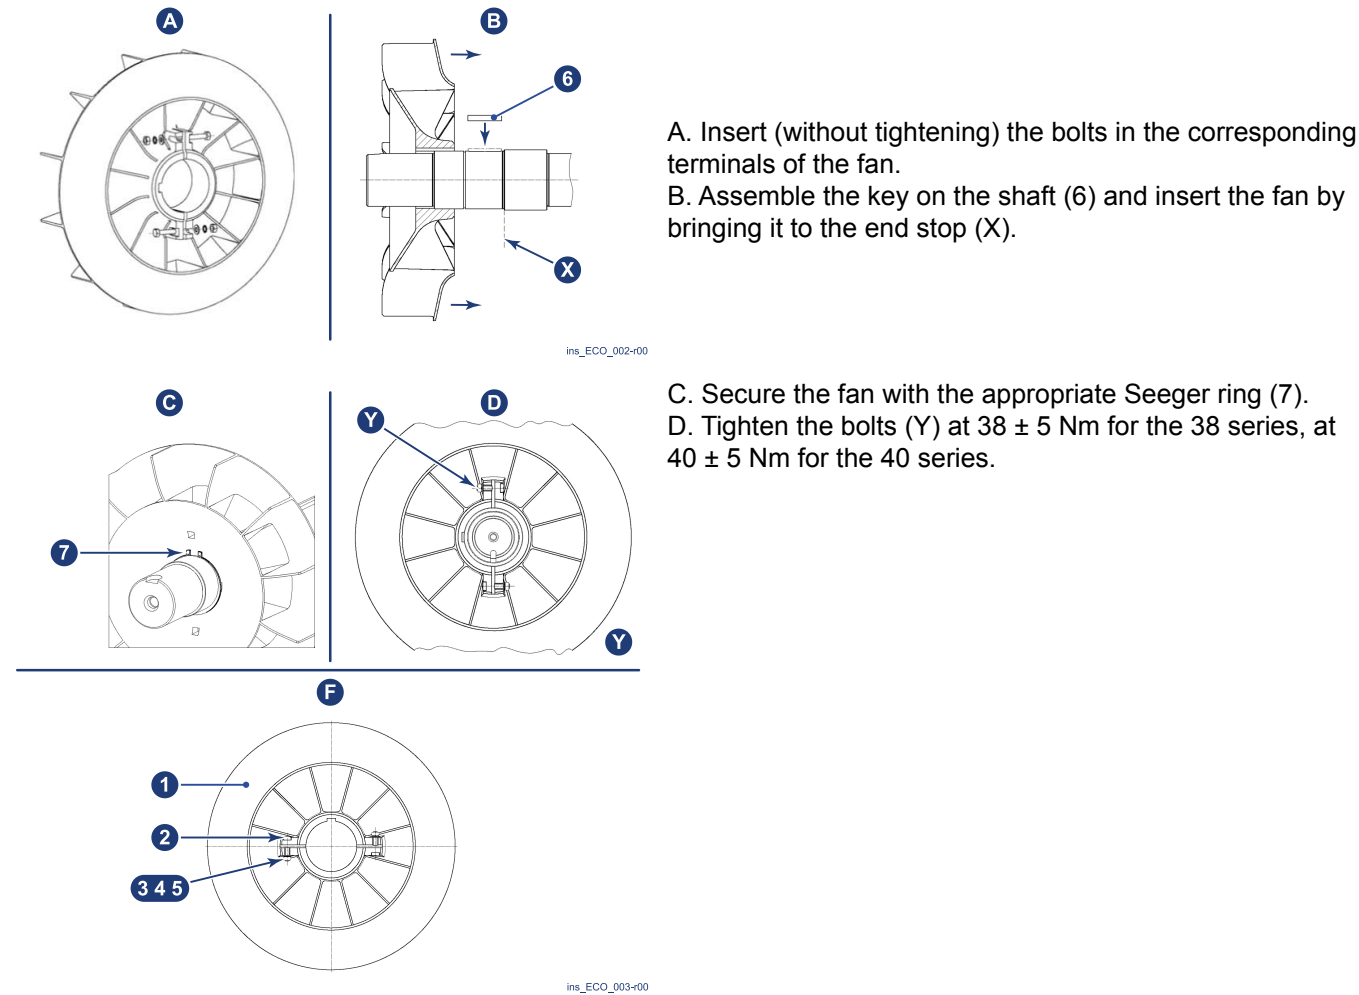 A
B
6
X
ins_ECO_002-r00
A. Insert (without tightening) the bolts in the corresponding
terminals of the fan.
B. Assemble the key on the shaft (6) and insert the fan by
bringing it to the end stop (X).
C
D
Y
7
Y
C. Secure the fan with the appropriate Seeger ring (7).
D. Tighten the bolts (Y) at 38 ± 5 Nm for the 38 series, at
40 ± 5 Nm for the 40 series.
F
1
2
3 4 5
ins_ECO_003-r00